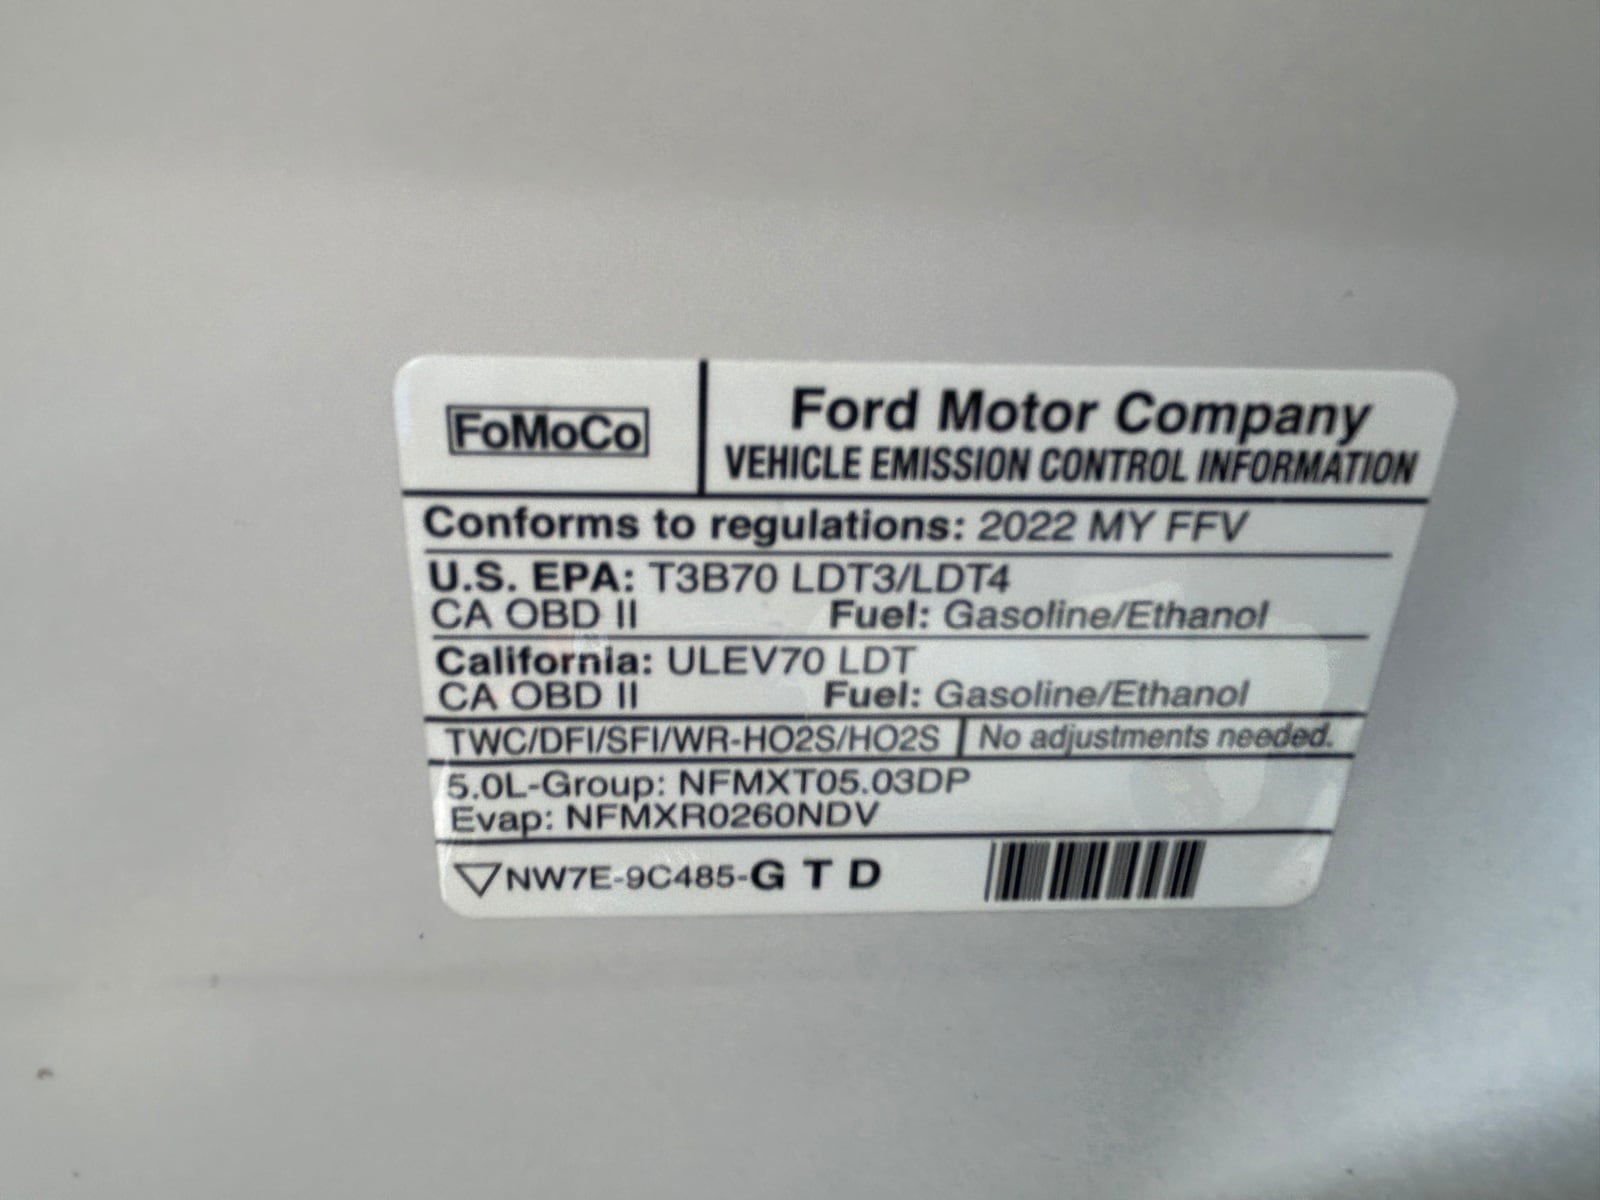 FoMoCo
Ford Motor Company
VEHICLE EMISSION CONTROL INFORMATION
Conforms to regulations: 2022 MY FFV
U.S. EPA: T3B70 LDT3/LDT4
CA OBD II Fuel: Gasoline/Ethanol
California: ULEV70 LDT
CA OBD II Fuel: Gasoline/Ethanol
TWC/DFI/SFI/WR-HO2S/HO2S No adjustments needed.
5.0L-Group: NFMXT05.03DP
Evap: NFMXR0260NDV
NW7E-9C485-G T D